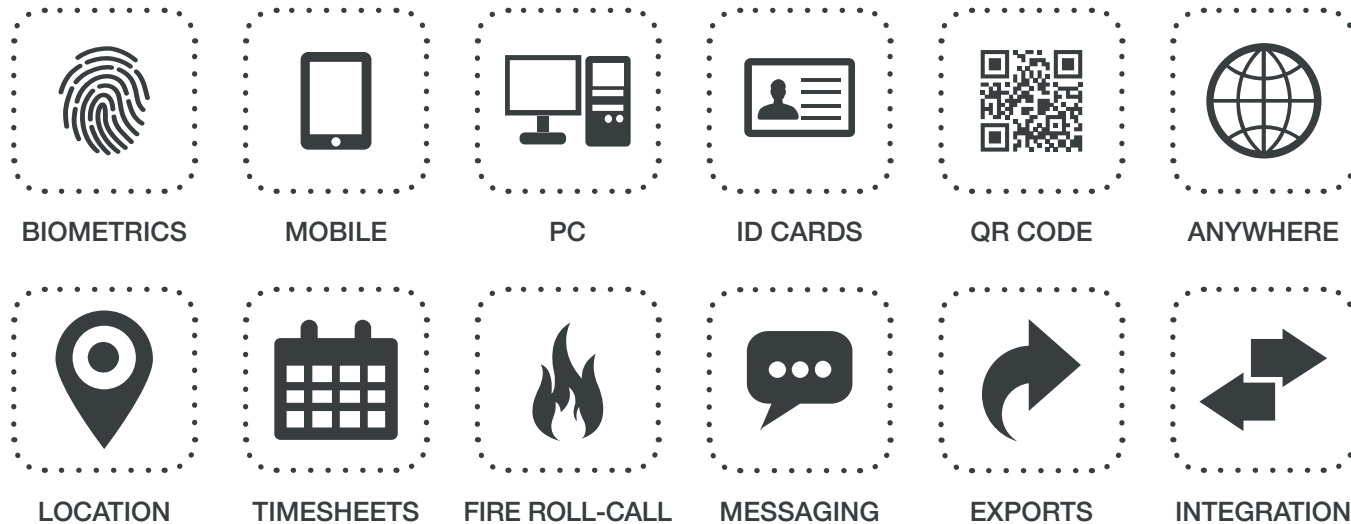 BIOMETRICS MOBILE PC ID CARDS QR CODE ANYWHERE
LOCATION TIMESHEETS FIRE ROLL-CALL MESSAGING EXPORTS INTEGRATION